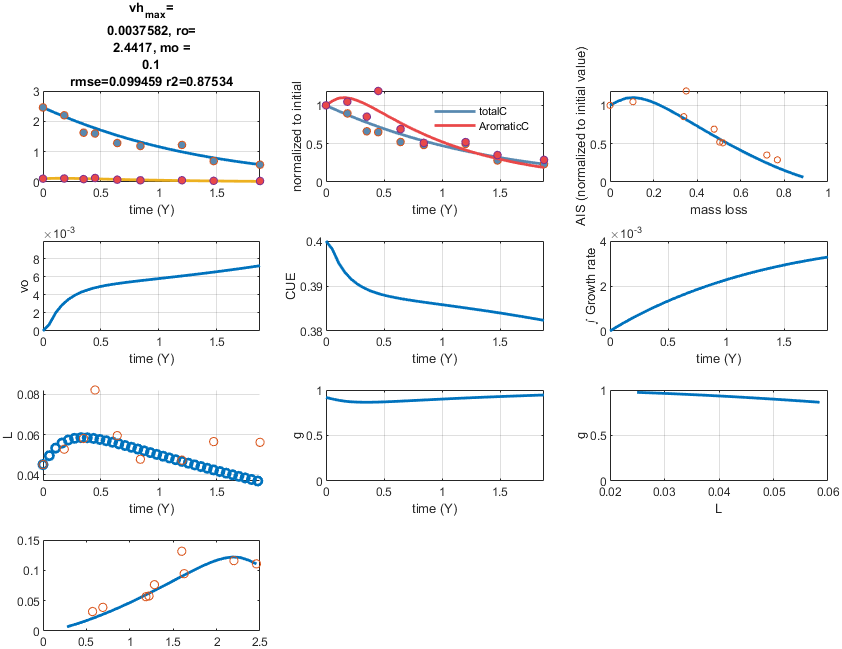 vh_max=
0.0037582, ro=
2.4417, mo =
0.1
rmse=0.099459 r2=0.87534
3
2
1
0
0 0.5 1 1.5
time (Y)
normalized to initial
1
0.5
0
totalC
AromaticC
0 0.5 1 1.5
time (Y)
AIS (normalized to initial value)
1
0.5
0
0 0.2 0.4 0.6 0.8 1
mass loss
×10⁻³
vo
8
6
4
2
0
0 0.5 1 1.5
time (Y)
CUE
0.4
0.39
0.38
0 0.5 1 1.5
time (Y)
×10⁻³
∫ Growth rate
4
2
0
0 0.5 1 1.5
time (Y)
L
0.08
0.06
0.04
0 0.5 1 1.5
time (Y)
g
1
0.5
0
0 0.5 1 1.5
time (Y)
g
1
0.5
0
0.02 0.03 0.04 0.05 0.06
L
0.15
0.1
0.05
0
0 0.5 1 1.5 2 2.5